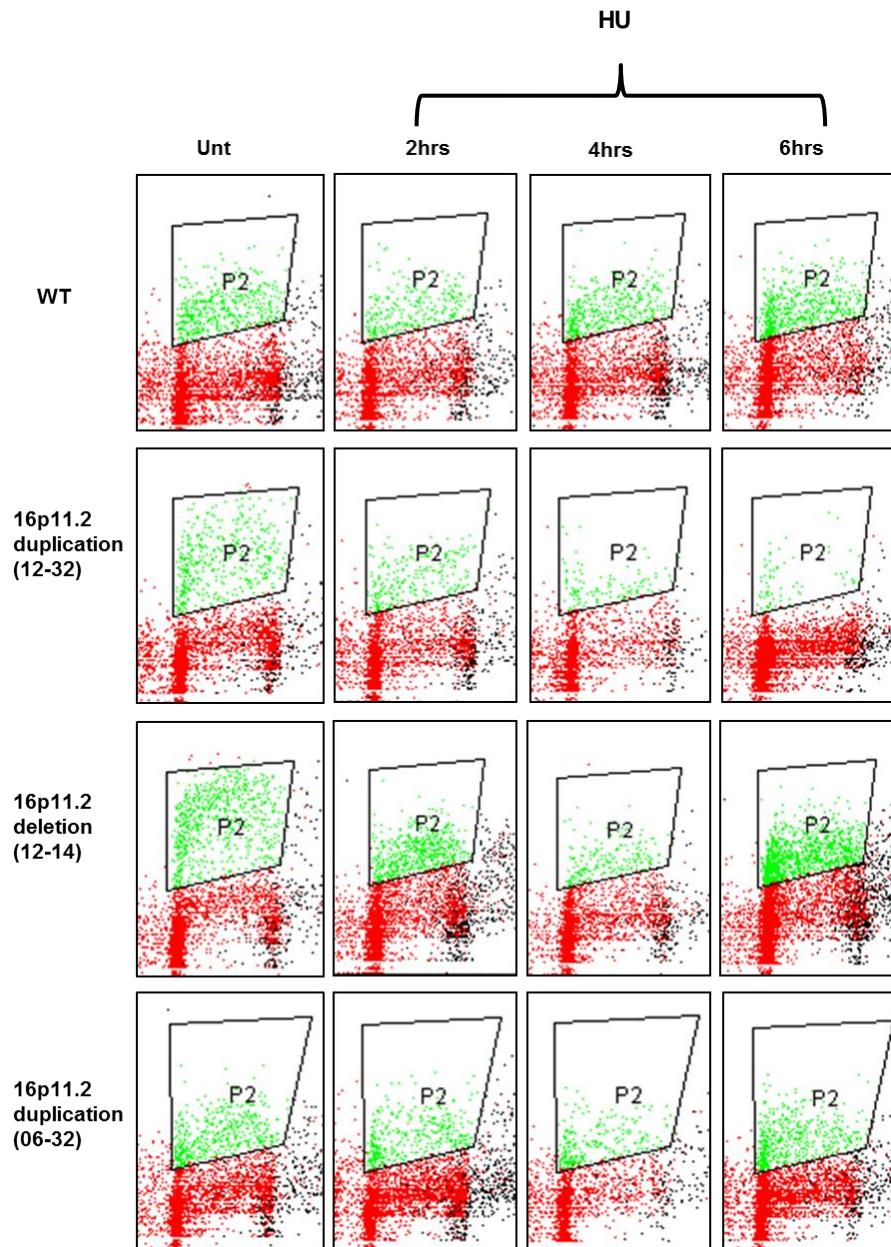 HU
Unt 2hrs 4hrs 6hrs
WT
P2 P2 P2 P2
16p11.2
duplication
(12-32)
P2 P2 P2 P2
16p11.2
deletion
(12-14)
P2 P2 P2 P2
16p11.2
duplication
(06-32)
P2 P2 P2 P2